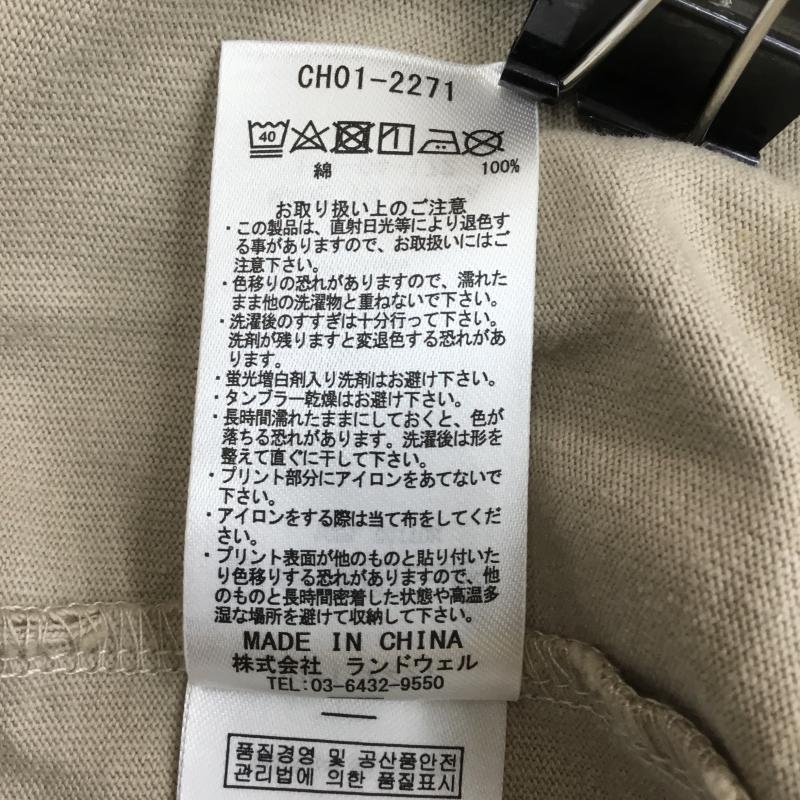 CH01-2271
40
綿 100%
お取り扱い上のご注意
・この製品は、直射日光等により退色す
る事がありますので、お取扱いにはご
注意下さい。
・色移りの恐れがありますので、濡れた
まま他の洗濯物と重ねないで下さい。
・洗濯後のすすぎは十分行って下さい。
洗剤が残りますと変退色する恐れがあ
ります。
・蛍光増白剤入り洗剤はお避け下さい。
・タンブラー乾燥はお避け下さい。
・長時間濡れたままにしておくと、色が
落ちる恐れがあります。洗濯後は形を
整えて直ぐに干して下さい。
・プリント部分にアイロンをあてないで
下さい。
・アイロンをする際は当て布をしてくだ
さい。
・プリント表面が他のものと貼り付いた
り色移りする恐れがありますので、他
のものと長時間密着した状態や高温多
湿な場所を避けて収納して下さい。
MADE IN CHINA
株式会社 ランドウェル
TEL:03-6432-9550
품질경영 및 공산품안전
관리법에 의한 품질표시